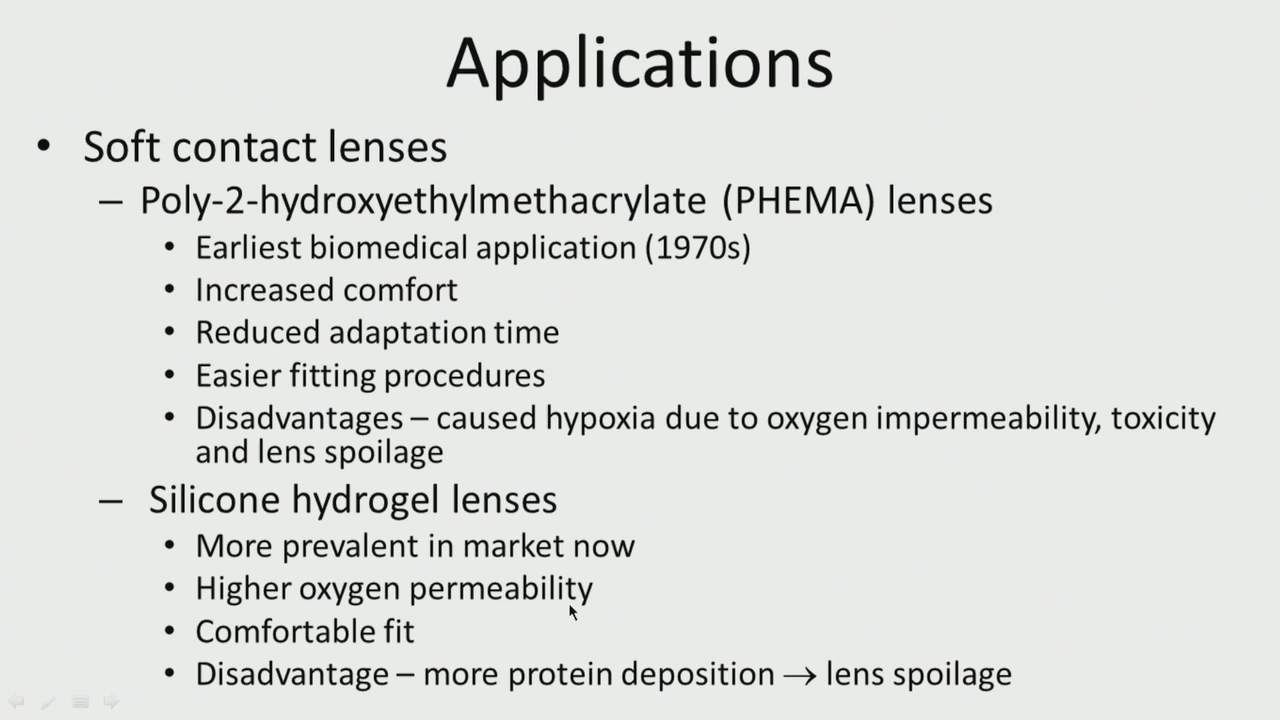 Applications
• Soft contact lenses
– Poly-2-hydroxyethylmethacrylate (PHEMA) lenses
• Earliest biomedical application (1970s)
• Increased comfort
• Reduced adaptation time
• Easier fitting procedures
• Disadvantages – caused hypoxia due to oxygen impermeability, toxicity
and lens spoilage
– Silicone hydrogel lenses
• More prevalent in market now
• Higher oxygen permeability
• Comfortable fit
• Disadvantage – more protein deposition → lens spoilage